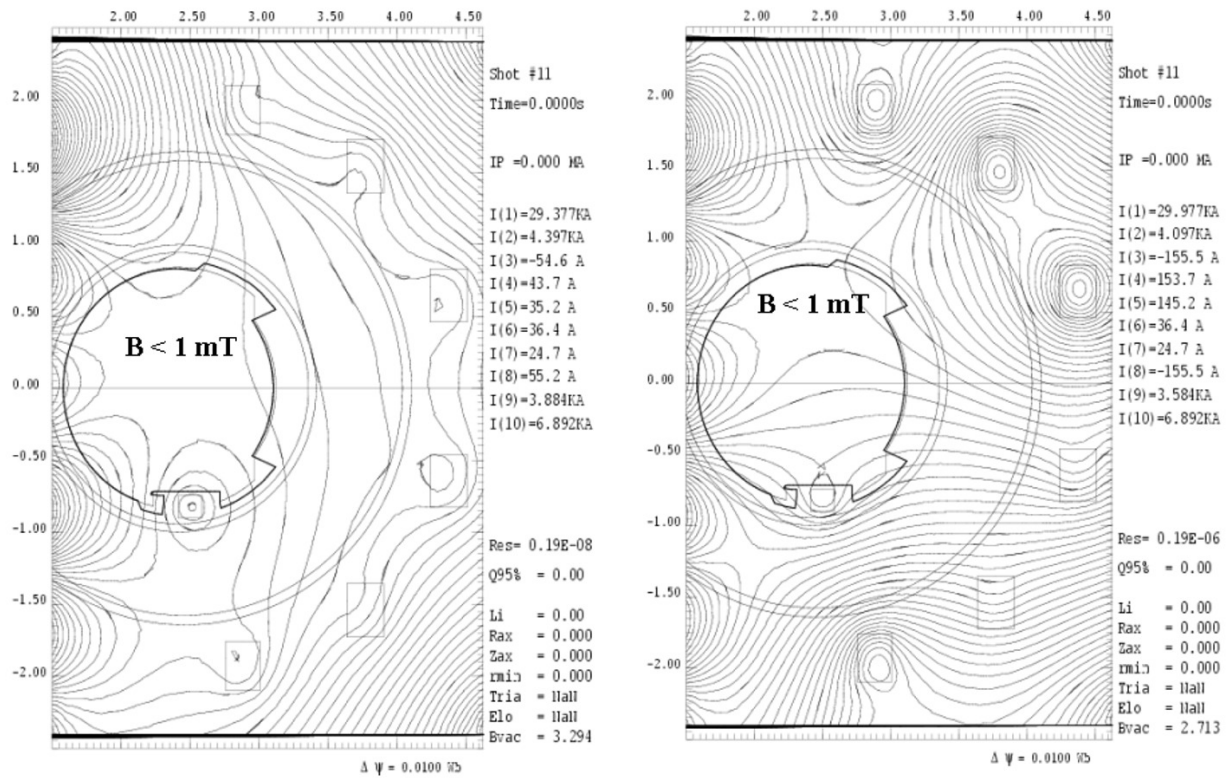 2.00 2.50 3.00 3.50 4.00 4.50
2.00
1.50
1.00
0.50
0.00
-0.50
-1.00
-1.50
-2.00
B < 1 mT
Shot #11
Time=0.0000s
IP =0.000 MA
I(1)=29.377KA
I(2)=4.397KA
I(3)=-54.6 A
I(4)=43.7 A
I(5)=35.2 A
I(6)=36.4 A
I(7)=24.7 A
I(8)=55.2 A
I(9)=3.884KA
I(10)=6.892KA
Res= 0.19E-08
Q95% = 0.00
Li = 0.00
Rax = 0.000
Zax = 0.000
rmin = 0.000
Tria = NaN
Elo = NaN
Bvac = 3.294
Δ Ψ = 0.0100 WS
2.00 2.50 3.00 3.50 4.00 4.50
2.00
1.50
1.00
0.50
0.00
-0.50
-1.00
-1.50
-2.00
B < 1 mT
Shot #11
Time=0.0000s
IP =0.000 MA
I(1)=29.977KA
I(2)=4.097KA
I(3)=-155.5 A
I(4)=153.7 A
I(5)=145.2 A
I(6)=36.4 A
I(7)=24.7 A
I(8)=-155.5 A
I(9)=3.584KA
I(10)=6.892KA
Res= 0.19E-06
Q95% = 0.00
Li = 0.00
Rax = 0.000
Zax = 0.000
rmin = 0.000
Tria = NaN
Elo = NaN
Bvac = 2.713
Δ Ψ = 0.0100 WS